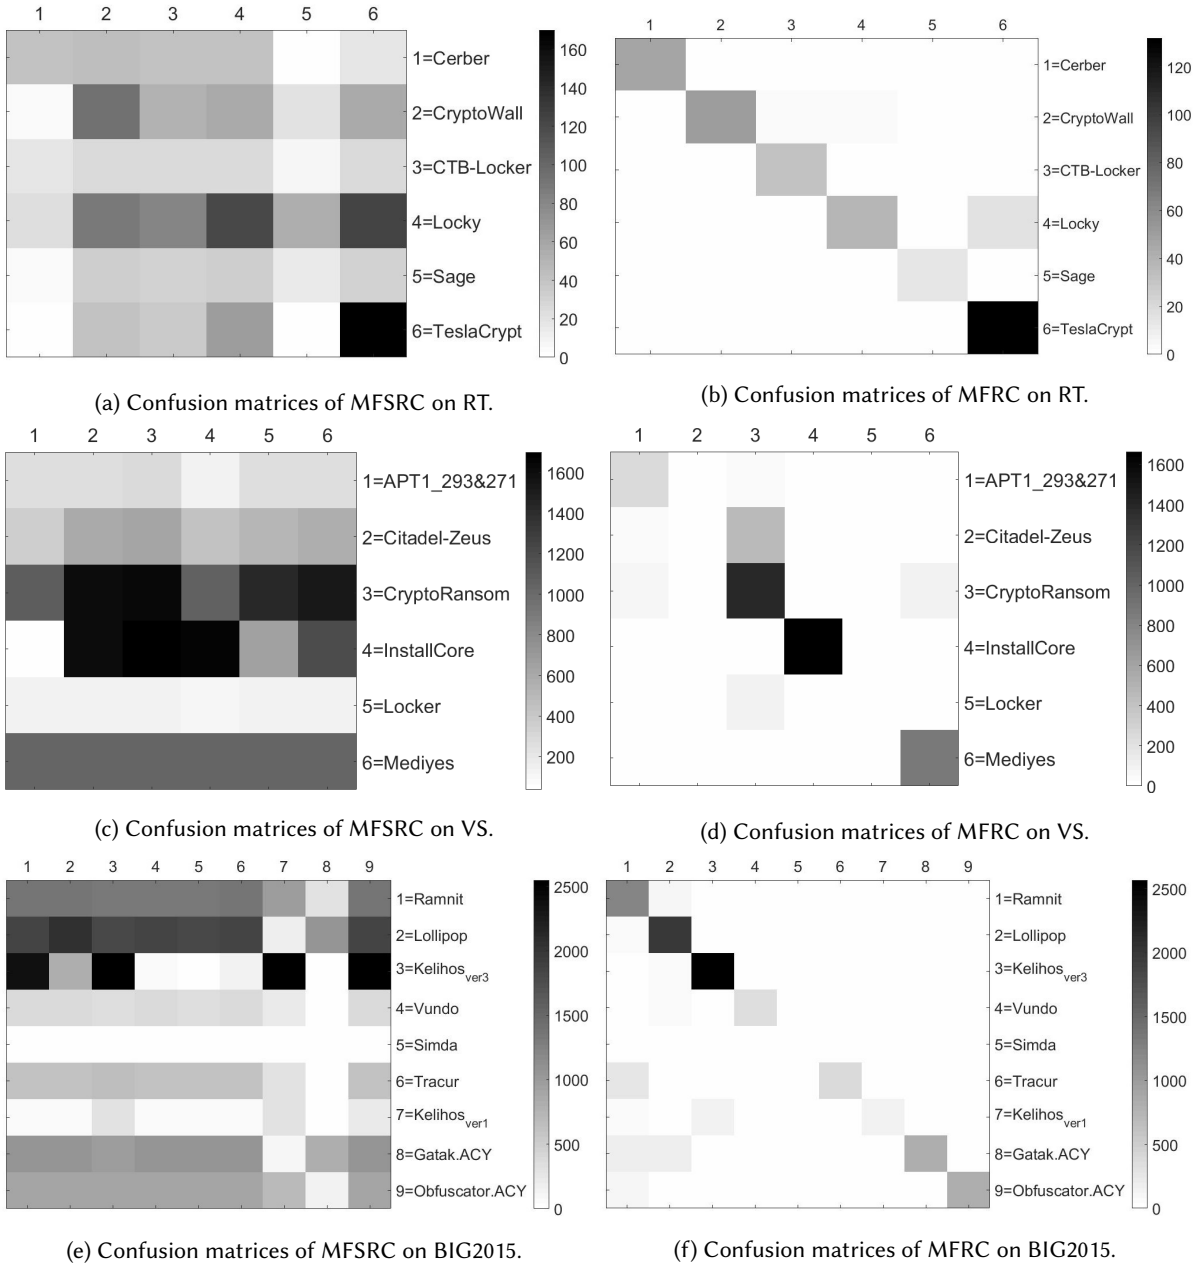 1 2 3 4 5 6
1=Cerber
2=CryptoWall
3=CTB-Locker
4=Locky
5=Sage
6=TeslaCrypt
160
140
120
100
80
60
40
20
0
(a) Confusion matrices of MFSRC on RT.
1 2 3 4 5 6
1=Cerber
2=CryptoWall
3=CTB-Locker
4=Locky
5=Sage
6=TeslaCrypt
120
100
80
60
40
20
0
(b) Confusion matrices of MFRC on RT.
1 2 3 4 5 6
1=APT1_293&271
2=Citadel-Zeus
3=CryptoRansom
4=InstallCore
5=Locker
6=Mediyes
1600
1400
1200
1000
800
600
400
200
(c) Confusion matrices of MFSRC on VS.
1 2 3 4 5 6
1=APT1_293&271
2=Citadel-Zeus
3=CryptoRansom
4=InstallCore
5=Locker
6=Mediyes
1600
1400
1200
1000
800
600
400
200
0
(d) Confusion matrices of MFRC on VS.
1 2 3 4 5 6 7 8 9
1=Ramnit
2=Lollipop
3=Kelihos_ver3
4=Vundo
5=Simda
6=Tracur
7=Kelihos_ver1
8=Gatak.ACY
9=Obfuscator.ACY
2500
2000
1500
1000
500
0
(e) Confusion matrices of MFSRC on BIG2015.
1 2 3 4 5 6 7 8 9
1=Ramnit
2=Lollipop
3=Kelihos_ver3
4=Vundo
5=Simda
6=Tracur
7=Kelihos_ver1
8=Gatak.ACY
9=Obfuscator.ACY
2500
2000
1500
1000
500
0
(f) Confusion matrices of MFRC on BIG2015.